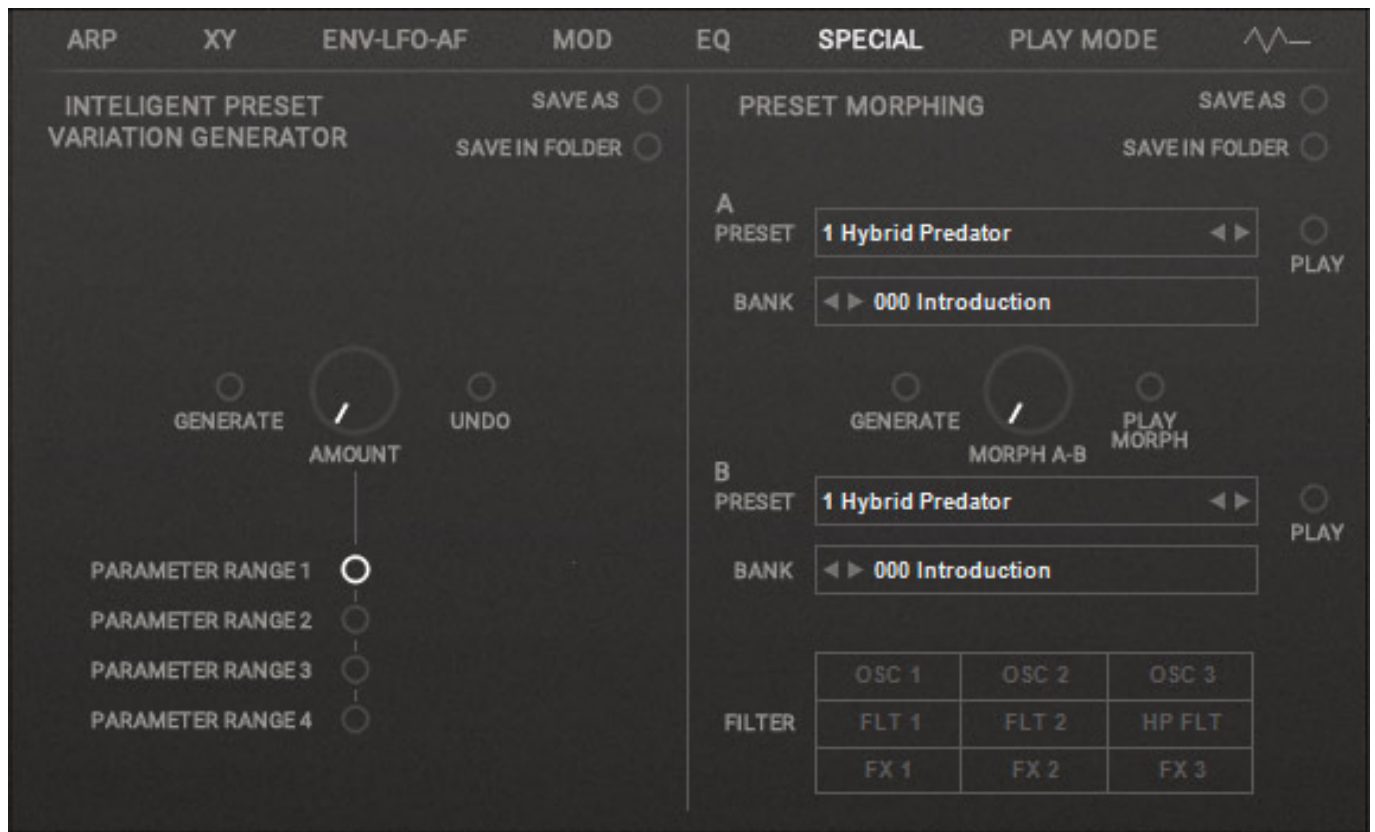 ARP XY ENV-LFO-AF MOD EQ SPECIAL PLAY MODE
INTELIGENT PRESET
VARIATION GENERATOR
SAVE AS
SAVE IN FOLDER
GENERATE
AMOUNT
UNDO
PARAMETER RANGE 1
PARAMETER RANGE 2
PARAMETER RANGE 3
PARAMETER RANGE 4
PRESET MORPHING
SAVE AS
SAVE IN FOLDER
A
PRESET 1 Hybrid Predator
PLAY
BANK 000 Introduction
GENERATE
MORPH A-B
PLAY
MORPH
B
PRESET 1 Hybrid Predator
PLAY
BANK 000 Introduction
FILTER
OSC 1 OSC 2 OSC 3
FLT 1 FLT 2 HP FLT
FX 1 FX 2 FX 3